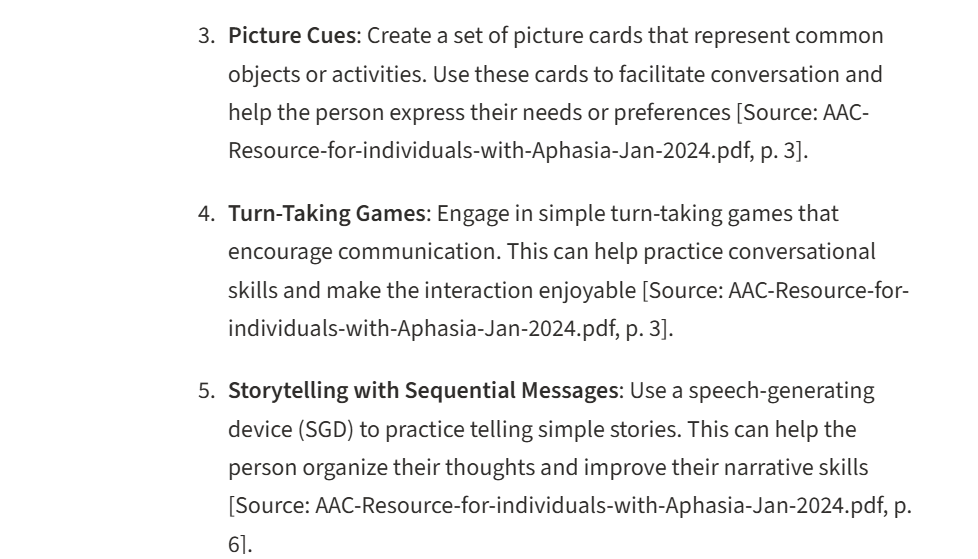 3. Picture Cues: Create a set of picture cards that represent common
objects or activities. Use these cards to facilitate conversation and
help the person express their needs or preferences [Source: AAC-
Resource-for-individuals-with-Aphasia-Jan-2024.pdf, p. 3].
4. Turn-Taking Games: Engage in simple turn-taking games that
encourage communication. This can help practice conversational
skills and make the interaction enjoyable [Source: AAC-Resource-for-
individuals-with-Aphasia-Jan-2024.pdf, p. 3].
5. Storytelling with Sequential Messages: Use a speech-generating
device (SGD) to practice telling simple stories. This can help the
person organize their thoughts and improve their narrative skills
[Source: AAC-Resource-for-individuals-with-Aphasia-Jan-2024.pdf, p.
6].